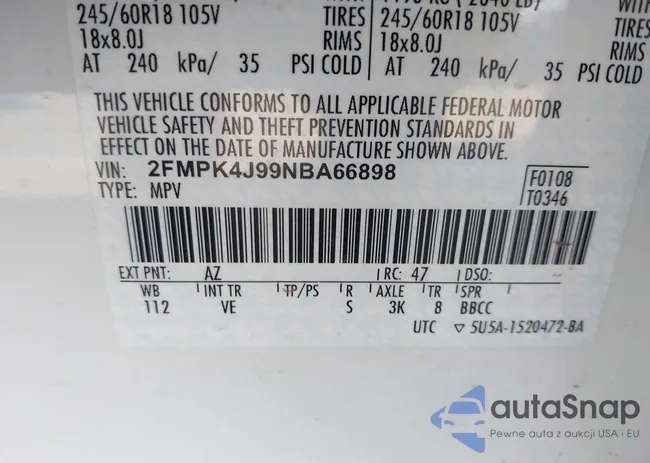 245/60R18 105V TIRES 245/60R18 105V TIRES
18x8.0J RIMS 18x8.0J RIMS
AT 240 kPa/ 35 PSI COLD AT 240 kPa/ 35 PSI COLD
THIS VEHICLE CONFORMS TO ALL APPLICABLE FEDERAL MOTOR
VEHICLE SAFETY AND THEFT PREVENTION STANDARDS IN
EFFECT ON THE DATE OF MANUFACTURE SHOWN ABOVE.
VIN: 2FMPK4J99NBA66898 F0108
TYPE: MPV T0346
EXT PNT: AZ RC: 47 DSO:
WB INT TR TP/PS R AXLE TR SPR
112 VE S 3K 8 BBCC
UTC ▽ 5U5A-1520472-BA
autaSnap
Pewne auta z aukcji USA i EU